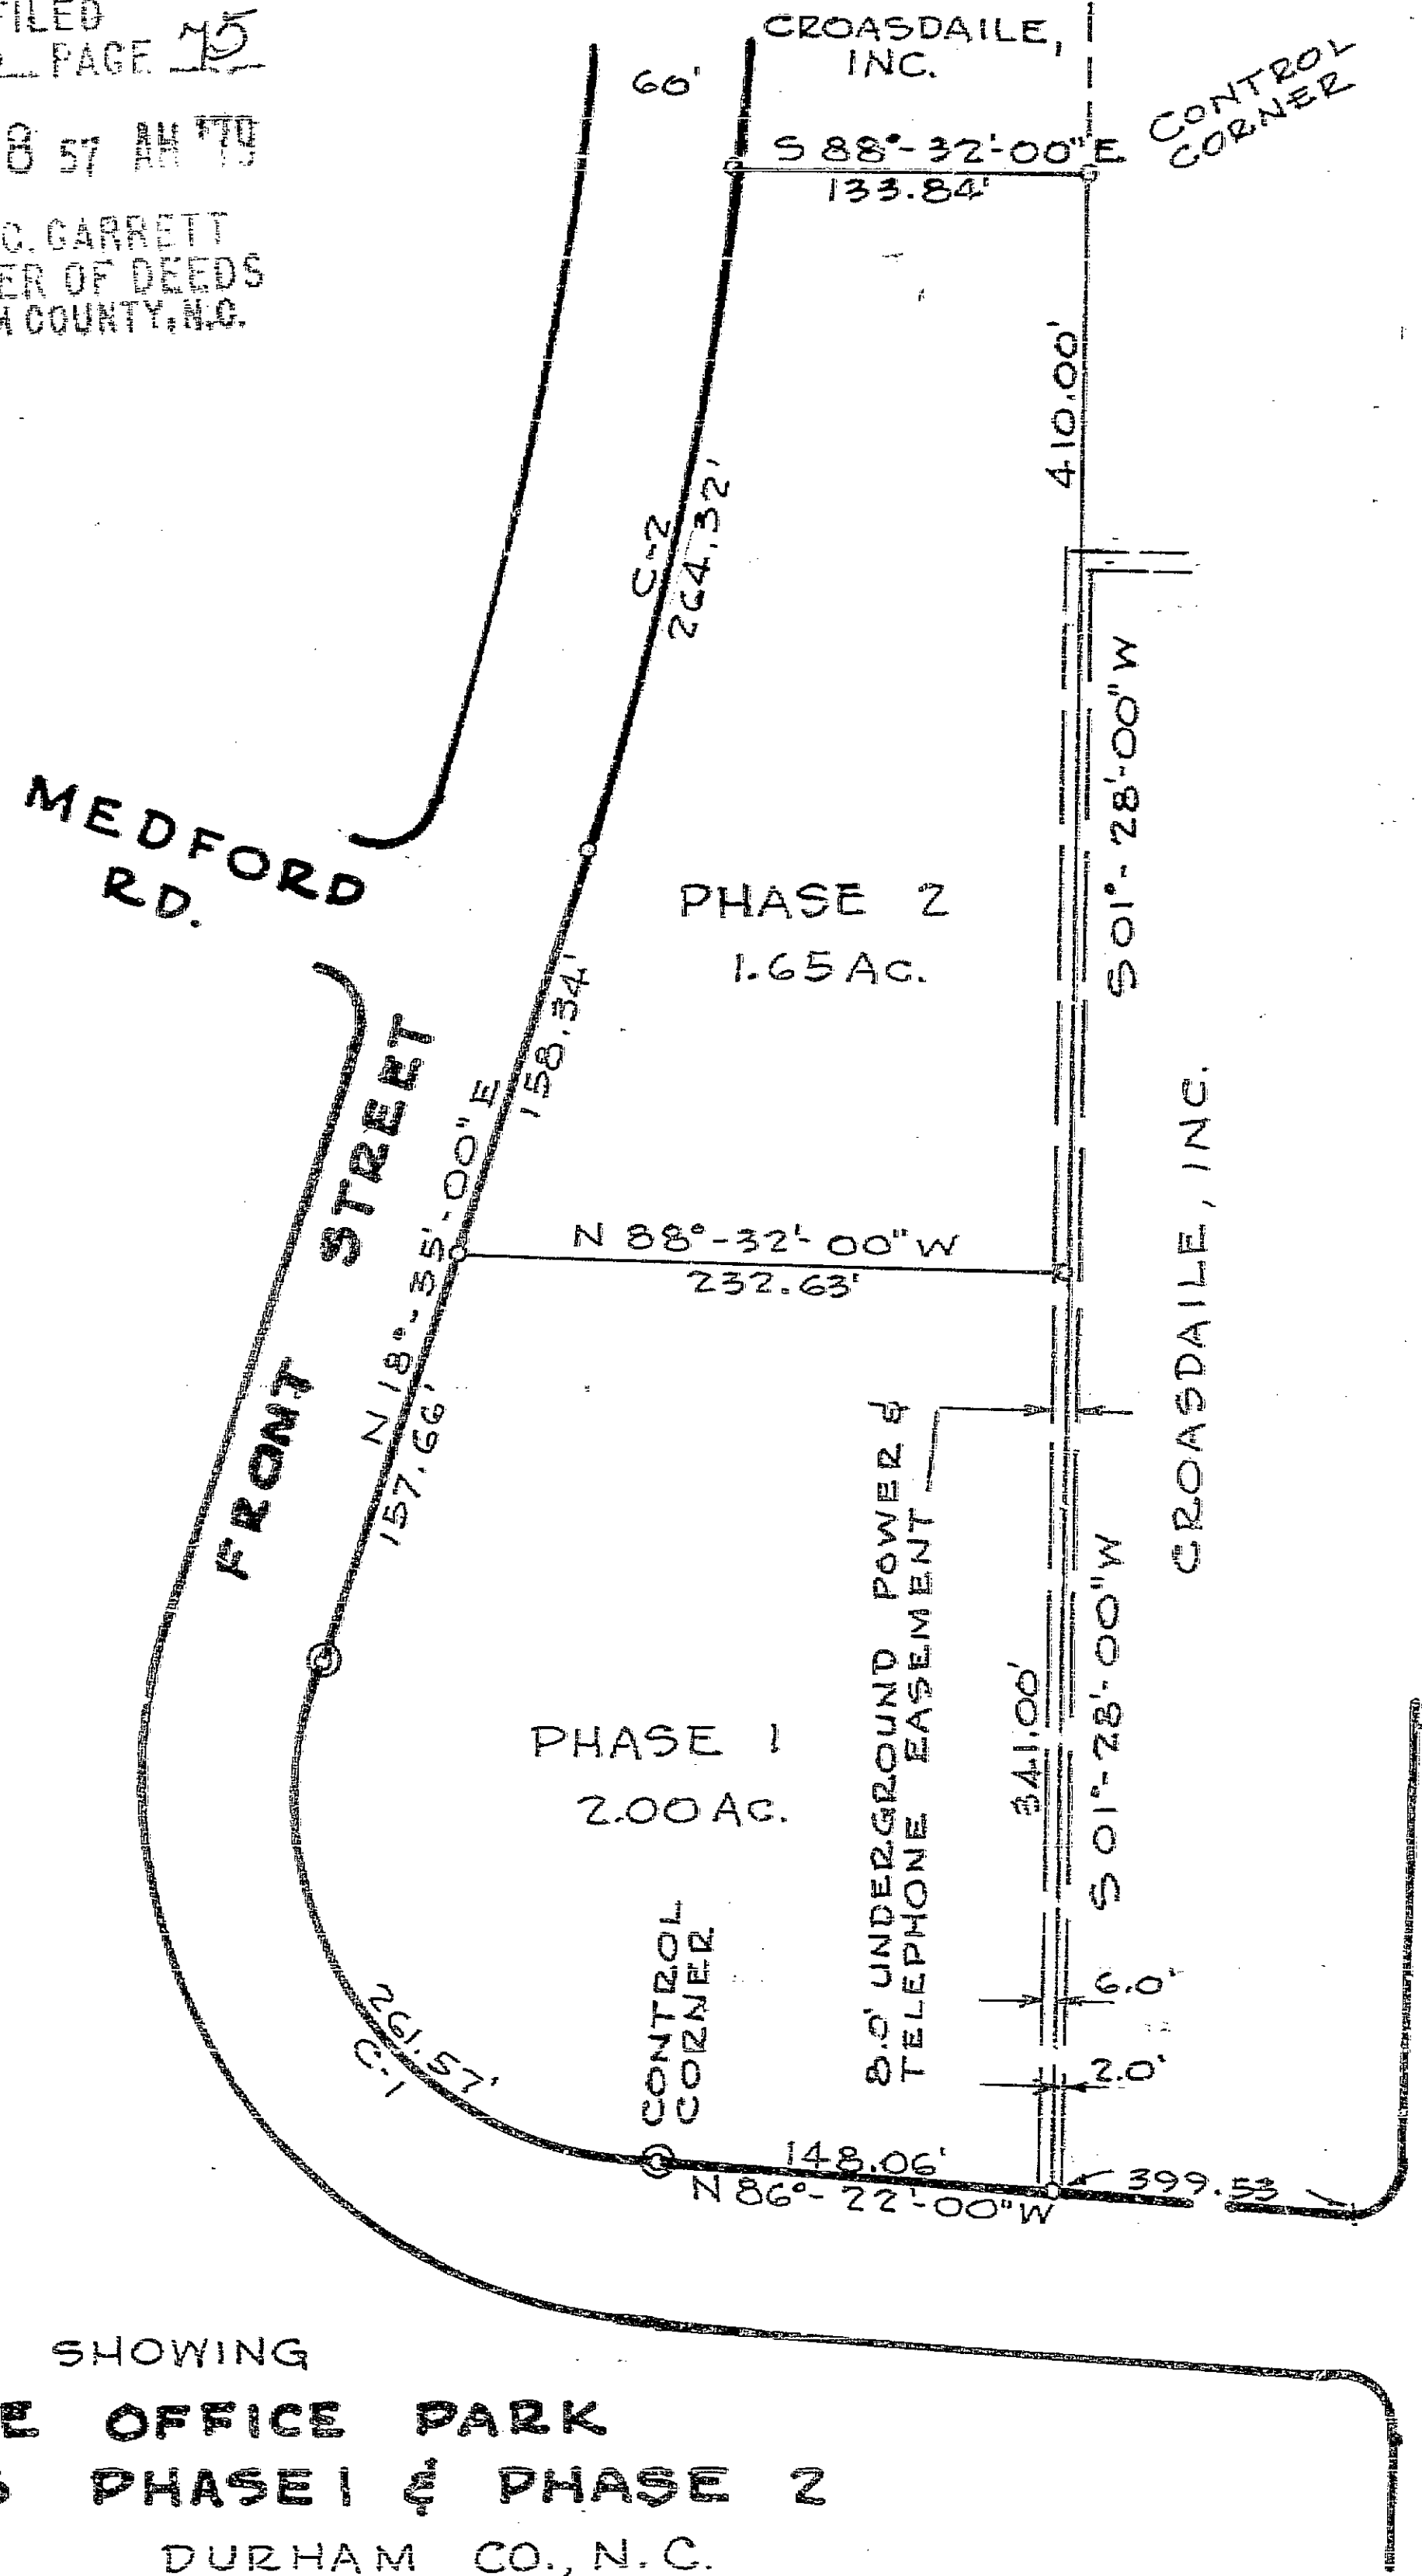 FILED
PAGE 75
8 57 AM '79
C. GARRETT
ER OF DEEDS
COUNTY, N.C.
CROASDAILE,
INC.
60'
CONTROL
CORNER
S 88°-32'-00" E
133.84'
410.00'
C-2
264.32'
S 01°-28'-00" W
MEDFORD
RD.
PHASE 2
1.65 AC.
158.34'
FRONT STREET
N 18°-35'-00" E
157.66'
N 88°-32'-00" W
232.63'
CROASDAILE, INC.
8.0' UNDERGROUND POWER &
TELEPHONE EASEMENT
341.00'
S 01°-28'-00" W
PHASE 1
2.00 AC.
CONTROL
CORNER
6.0'
2.0'
261.57'
C-1
148.06'
N 86°-22'-00" W
399.53
SHOWING
E OFFICE PARK
PHASE 1 & PHASE 2
DURHAM CO., N.C.